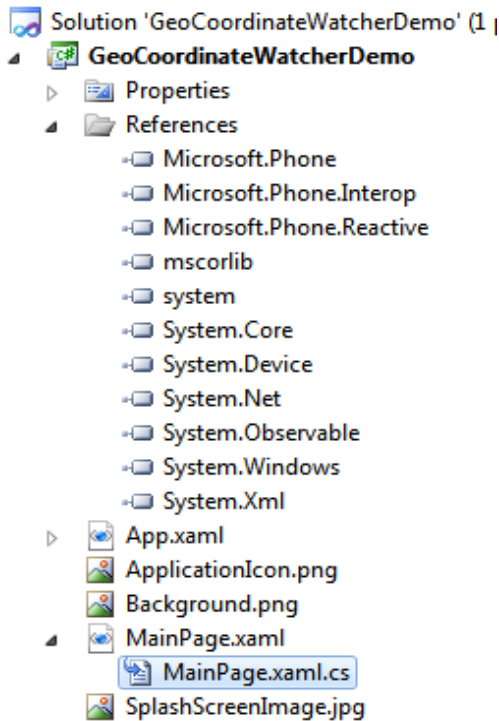 Solution 'GeoCoordinateWatcherDemo' (1
GeoCoordinateWatcherDemo
Properties
References
Microsoft.Phone
Microsoft.Phone.Interop
Microsoft.Phone.Reactive
mscorlib
system
System.Core
System.Device
System.Net
System.Observable
System.Windows
System.Xml
App.xaml
ApplicationIcon.png
Background.png
MainPage.xaml
MainPage.xaml.cs
SplashScreenImage.jpg